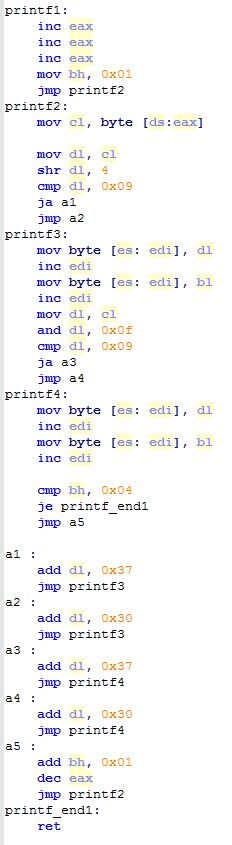 printf1:
inc eax
inc eax
inc eax
mov bh, 0x01
jmp printf2
printf2:
mov cl, byte [ds:eax]
mov dl, cl
shr dl, 4
cmp dl, 0x09
ja a1
jmp a2
printf3:
mov byte [es: edi], dl
inc edi
mov byte [es: edi], bl
inc edi
mov dl, cl
and dl, 0x0f
cmp dl, 0x09
ja a3
jmp a4
printf4:
mov byte [es: edi], dl
inc edi
mov byte [es: edi], bl
inc edi
cmp bh, 0x04
je printf_end1
jmp a5
a1 :
add dl, 0x37
jmp printf3
a2 :
add dl, 0x30
jmp printf3
a3 :
add dl, 0x37
jmp printf4
a4 :
add dl, 0x30
jmp printf4
a5 :
add bh, 0x01
dec eax
jmp printf2
printf_end1:
ret